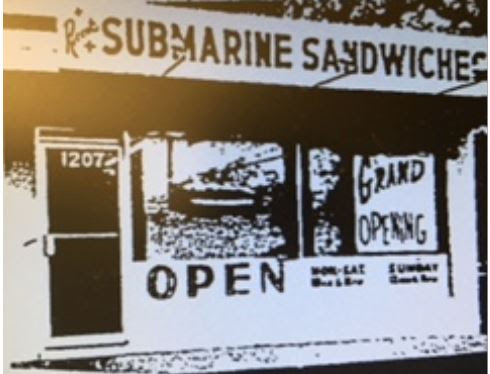 SUBMARINE SANDWICHES
1207
GRAND
OPENING
OPEN
MON-SAT SUNDAY